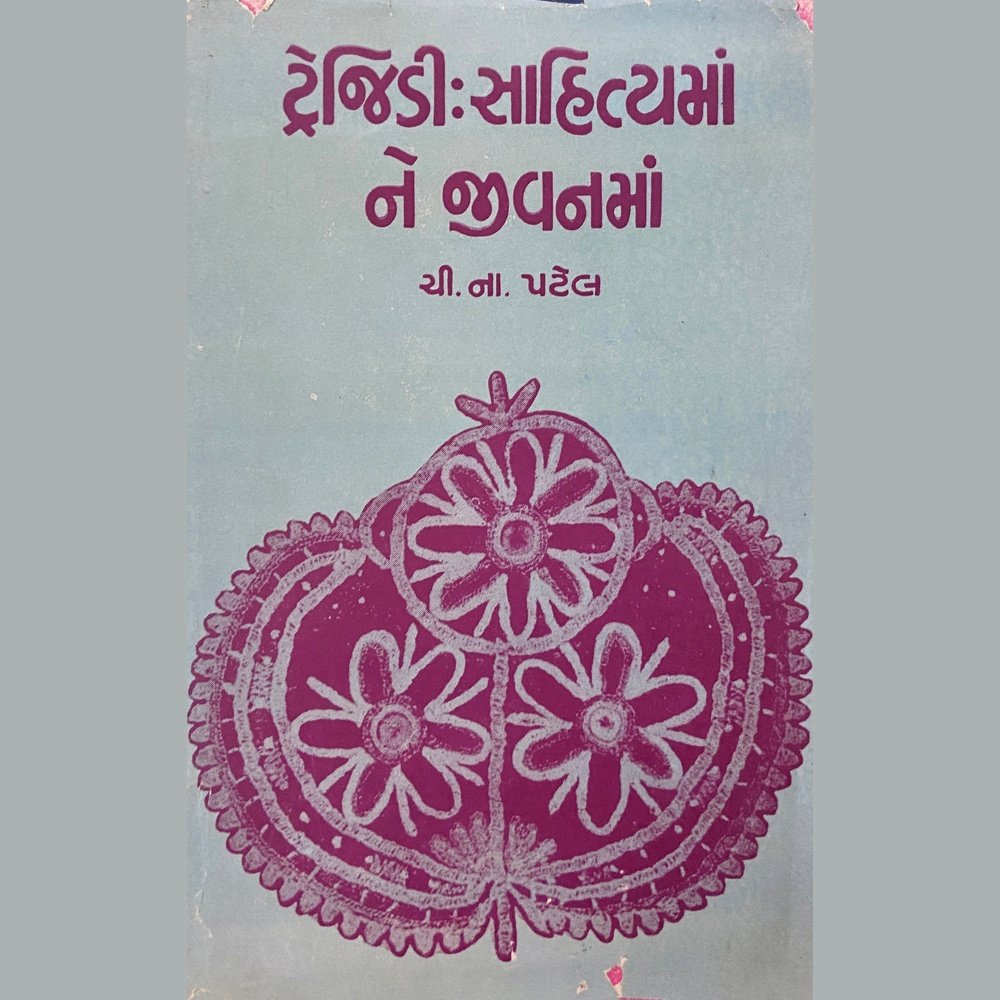 ટ્રેજિડી: સાહિત્યમાં
ને જીવનમાં
ચી. ના. પટેલ